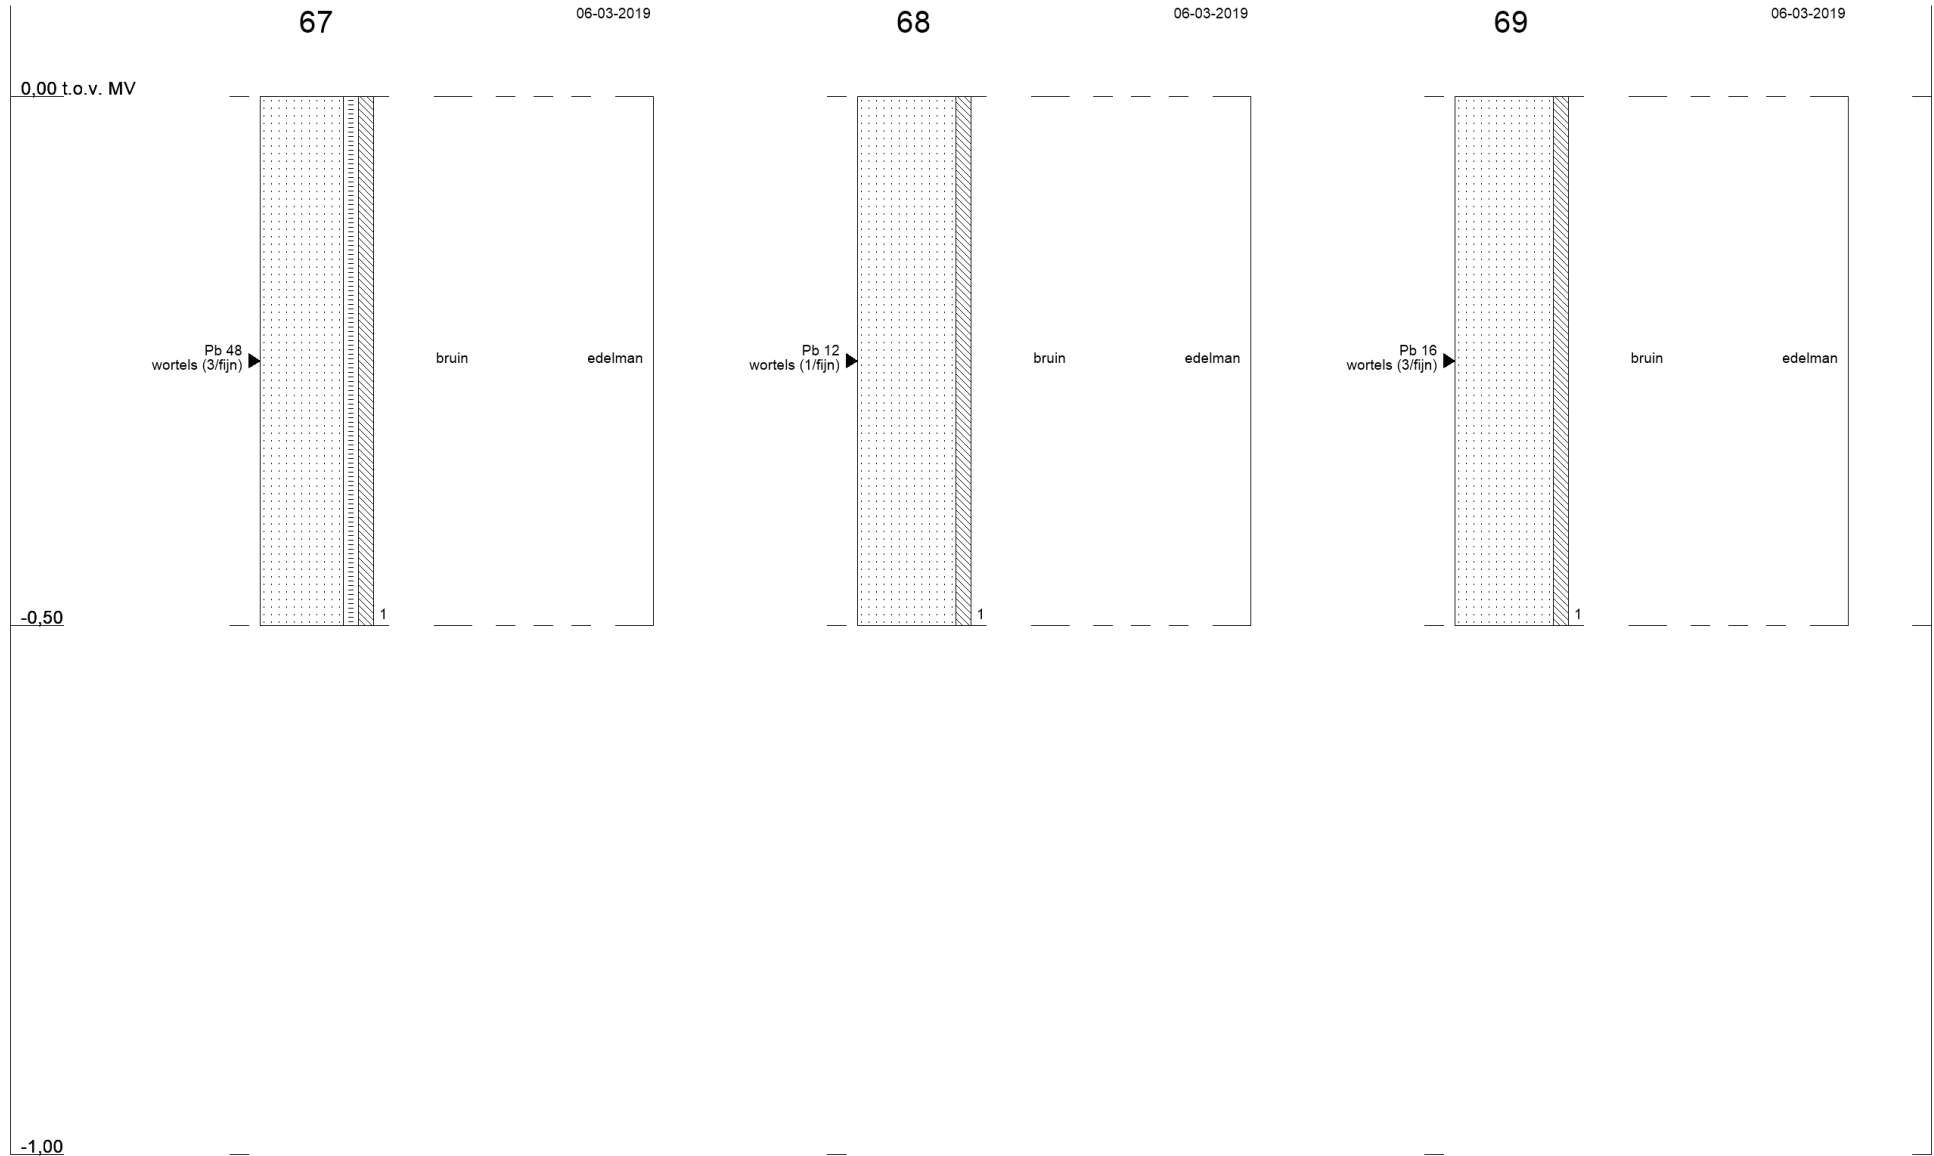 67
06-03-2019
68
06-03-2019
69
06-03-2019
0,00 t.o.v. MV
Pb 48
wortels (3/fijn)
bruin
edelman
Pb 12
wortels (1/fijn)
bruin
edelman
Pb 16
wortels (3/fijn)
bruin
edelman
1
1
1
-0,50
-1,00